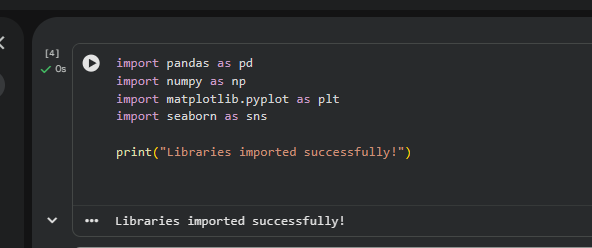 [4]
0s
import pandas as pd
import numpy as np
import matplotlib.pyplot as plt
import seaborn as sns
print("Libraries imported successfully!")
Libraries imported successfully!